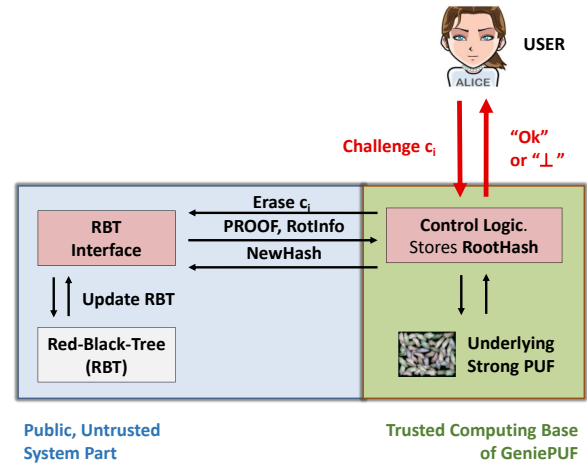 USER
ALICE
Challenge cᵢ
“Ok”
or “⊥”
Erase cᵢ
PROOF, RotInfo
NewHash
RBT
Interface
Control Logic.
Stores RootHash
Update RBT
Red-Black-Tree
(RBT)
Underlying
Strong PUF
Public, Untrusted
System Part
Trusted Computing Base
of GeniePUF